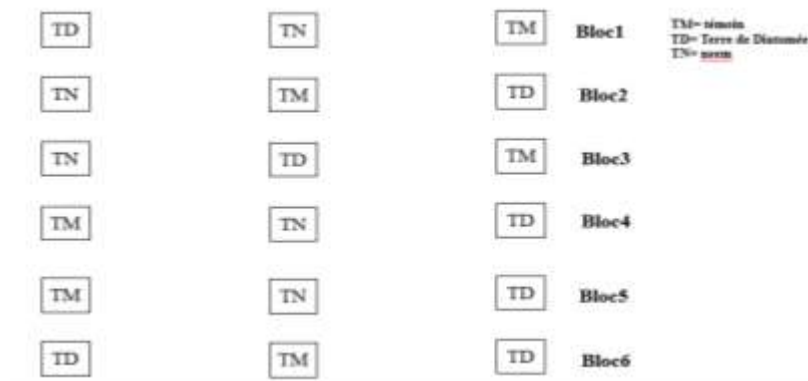 TD TN TM Bloc1
TM= témoin
TD= Terre de Diatomée
TN= neem
TN TM TD Bloc2
TN TD TM Bloc3
TM TN TD Bloc4
TM TN TD Bloc5
TD TM TD Bloc6